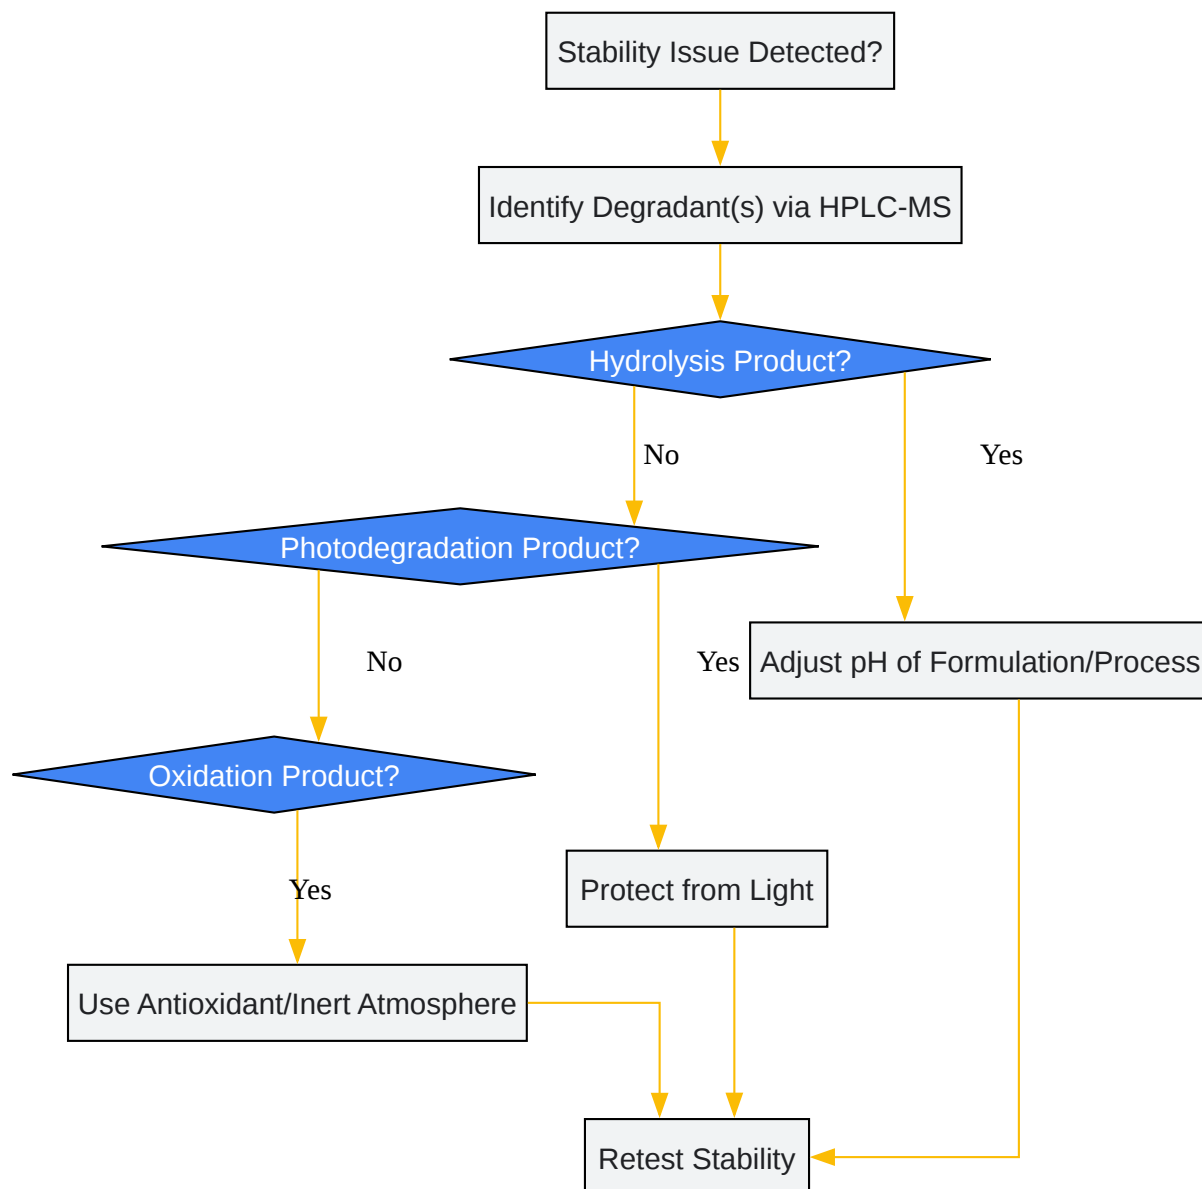 Stability Issue Detected?
Identify Degradant(s) via HPLC-MS
Hydrolysis Product?
No
Yes
Photodegradation Product?
No
Yes
Adjust pH of Formulation/Process
Oxidation Product?
Yes
Protect from Light
Use Antioxidant/Inert Atmosphere
Retest Stability